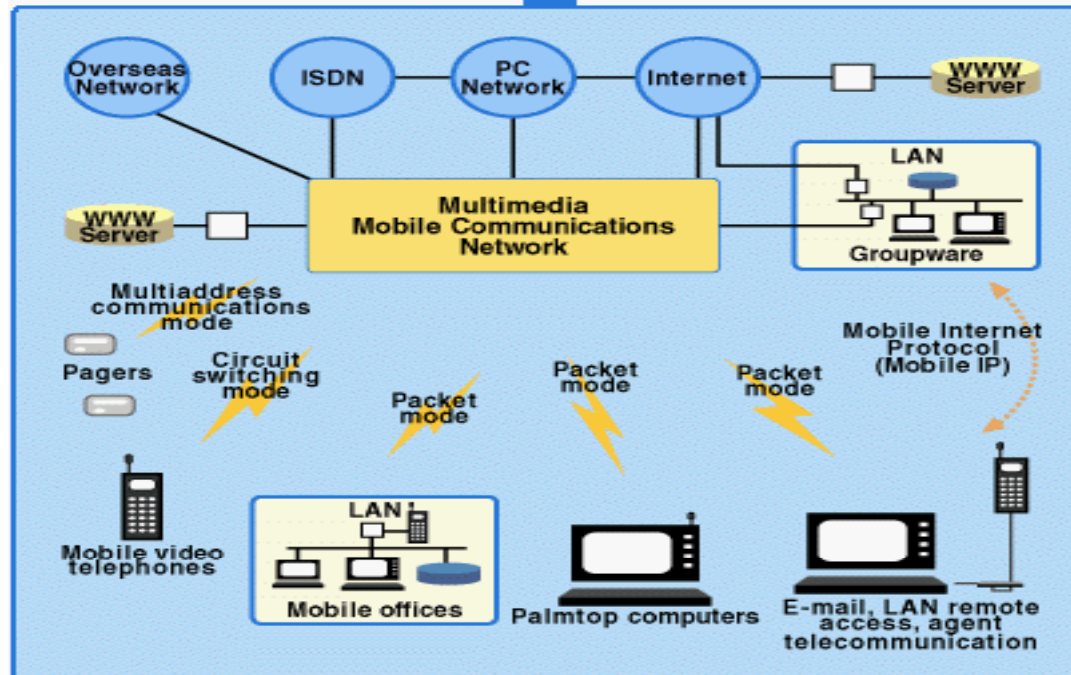 Overseas
Network
ISDN
PC
Network
Internet
WWW
Server
LAN
Groupware
WWW
Server
Multimedia
Mobile Communications
Network
Multiaddress
communications
mode
Pagers
Circuit
switching
mode
Packet
mode
Packet
mode
Packet
mode
Mobile Internet
Protocol
(Mobile IP)
Mobile video
telephones
LAN
Mobile offices
Palmtop computers
E-mail, LAN remote
access, agent
telecommunication